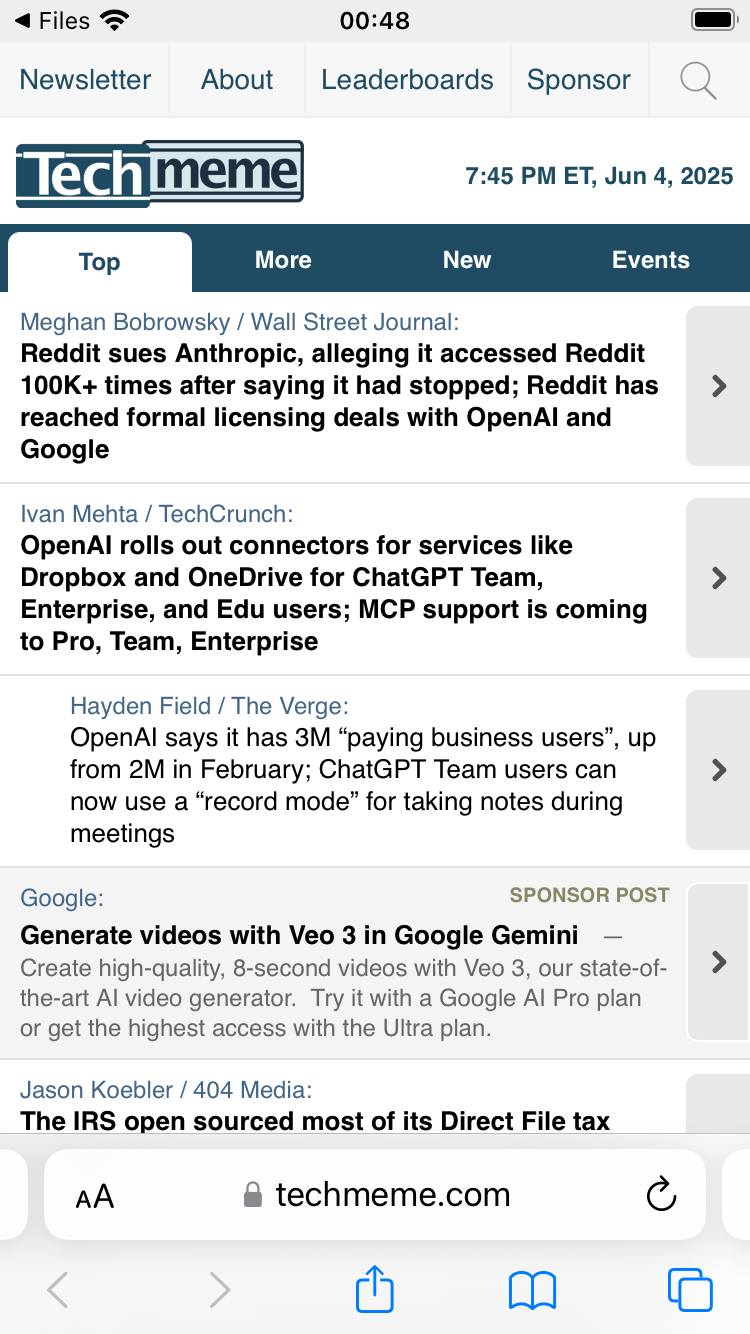 ◀ Files 00:48
Newsletter About Leaderboards Sponsor
Techmeme 7:45 PM ET, Jun 4, 2025
Top More New Events
Meghan Bobrowsky / Wall Street Journal:
Reddit sues Anthropic, alleging it accessed Reddit
100K+ times after saying it had stopped; Reddit has
reached formal licensing deals with OpenAI and
Google
Ivan Mehta / TechCrunch:
OpenAI rolls out connectors for services like
Dropbox and OneDrive for ChatGPT Team,
Enterprise, and Edu users; MCP support is coming
to Pro, Team, Enterprise
Hayden Field / The Verge:
OpenAI says it has 3M “paying business users”, up
from 2M in February; ChatGPT Team users can
now use a “record mode” for taking notes during
meetings
Google: SPONSOR POST
Generate videos with Veo 3 in Google Gemini —
Create high-quality, 8-second videos with Veo 3, our state-of-
the-art AI video generator. Try it with a Google AI Pro plan
or get the highest access with the Ultra plan.
Jason Koebler / 404 Media:
The IRS open sourced most of its Direct File tax
AA techmeme.com